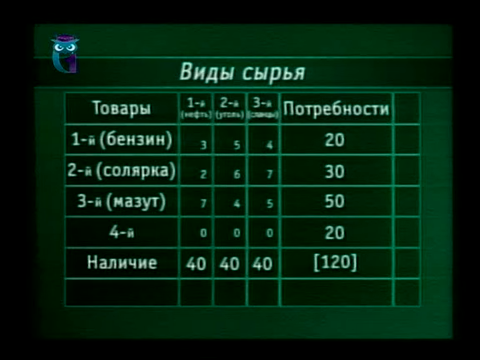 Виды сырья
Товары 1-й (нефть) 2-й (уголь) 3-й (сланцы) Потребности
1-й (бензин) 3 5 4 20
2-й (солярка) 2 6 7 30
3-й (мазут) 7 4 5 50
4-й 0 0 0 20
Наличие 40 40 40 [120]